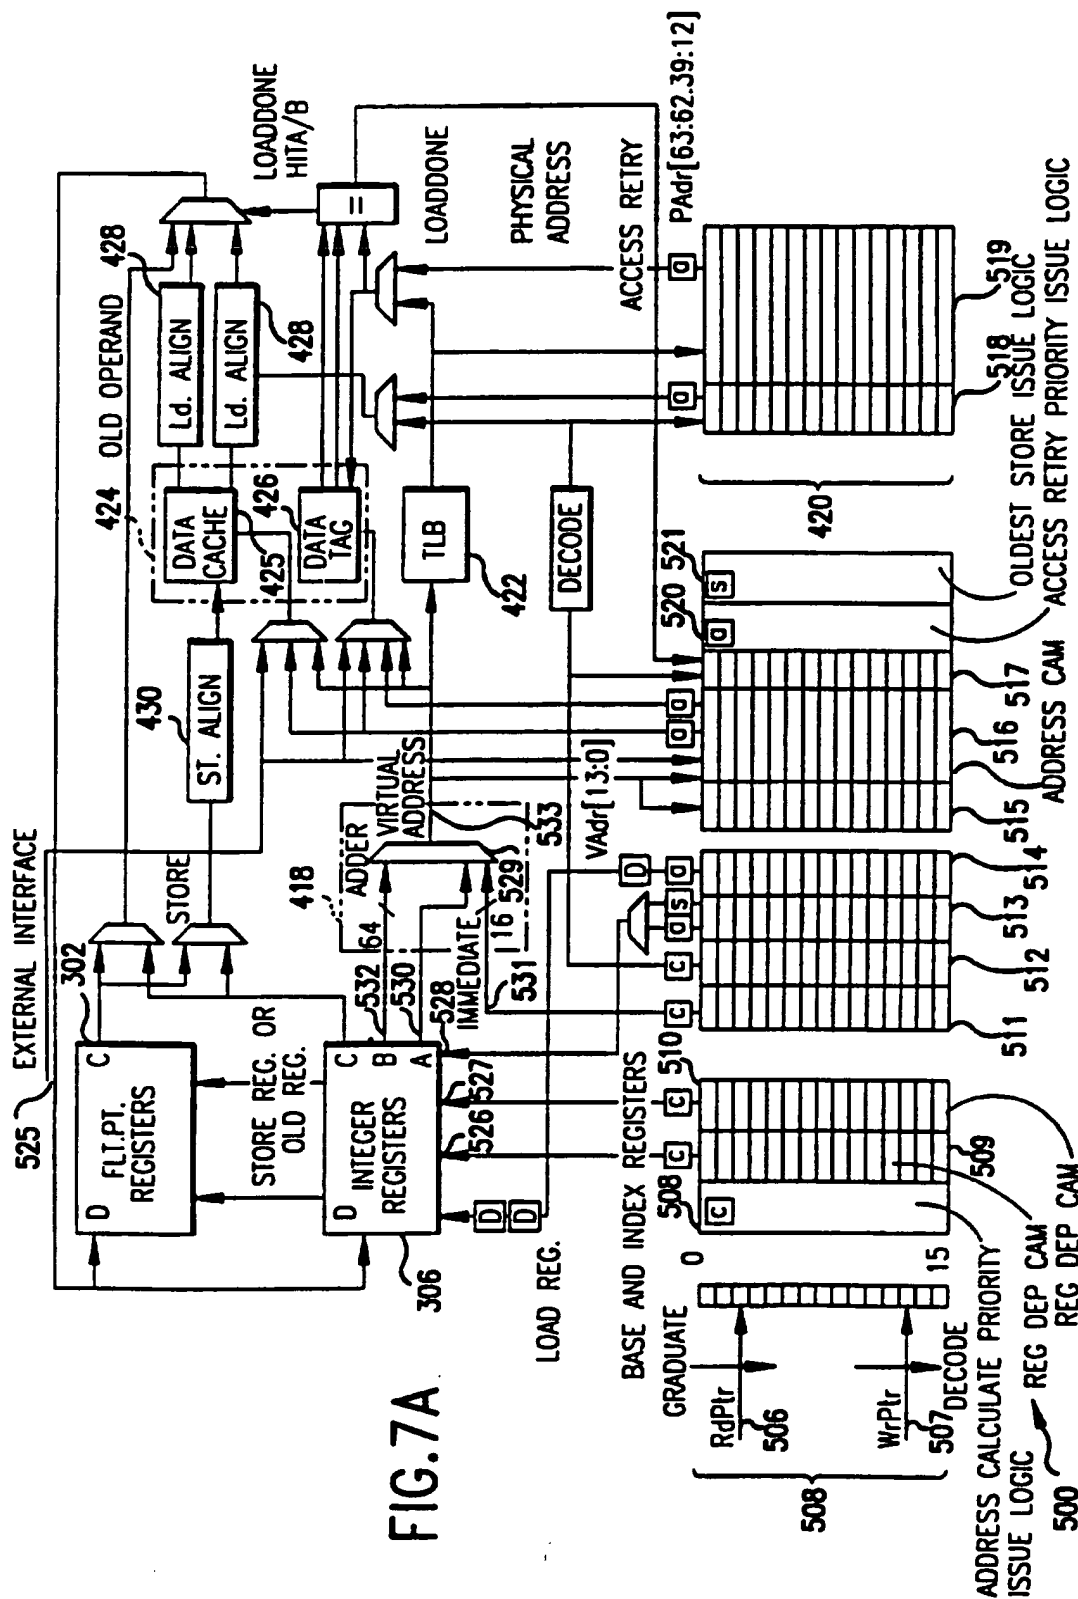 FIG.7A
525
EXTERNAL INTERFACE
302
C
D
FLT.PT.
REGISTERS
STORE
STORE REG. OR
OLD REG.
430
ST. ALIGN
424
OLD OPERAND
DATA
CACHE
425
426
DATA
TAG
Ld. ALIGN
428
Ld. ALIGN
428
LOADDONE
HITA/B
=
306
D
INTEGER
REGISTERS
C
B
A
532
530
528
64
418
ADDER
VIRTUAL
ADDRESS
IMMEDIATE
16
529
531
533
TLB
422
LOADDONE
PHYSICAL
ADDRESS
LOAD REG.
D
D
526
527
VAdr[13:0]
DECODE
ACCESS RETRY
PAdr[63:62.39:12]
BASE AND INDEX REGISTERS
GRADUATE
RdPtr
506
WrPtr
507
DECODE
508
0
15
508
C
C
C
510
C
C
a
s
D
a
a
a
520
a
521
s
a
a
509
511
512
513
514
515
516
517
420
518
519
ADDRESS CALCULATE PRIORITY
ISSUE LOGIC
REG DEP CAM
REG DEP CAM
500
ADDRESS CAM
OLDEST STORE ISSUE LOGIC
ACCESS RETRY PRIORITY ISSUE LOGIC